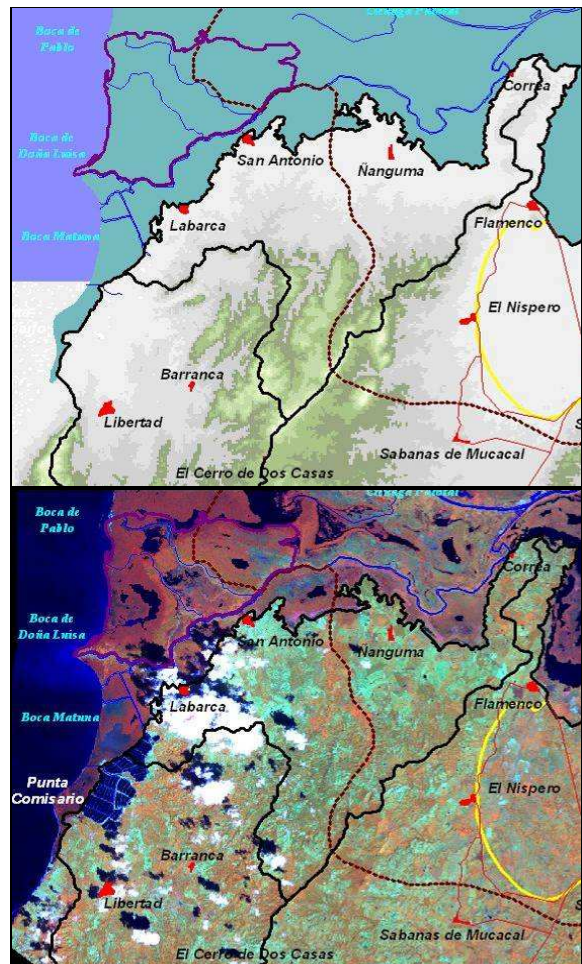 Boca de
Pablo
Correa
Boca de
Doña Luisa
San Antonio
Ñanguma
Labarca
Flamenco
Boca Matuna
El Nispero
Barranca
Libertad
Sabanas de Mucacal
El Cerro de Dos Casas
Boca de
Pablo
Correa
Boca de
Doña Luisa
San Antonio
Ñanguma
Labarca
Flamenco
Boca Matuna
Punta
Comisario
El Nispero
Barranca
Libertad
Sabanas de Mucacal
El Cerro de Dos Casas